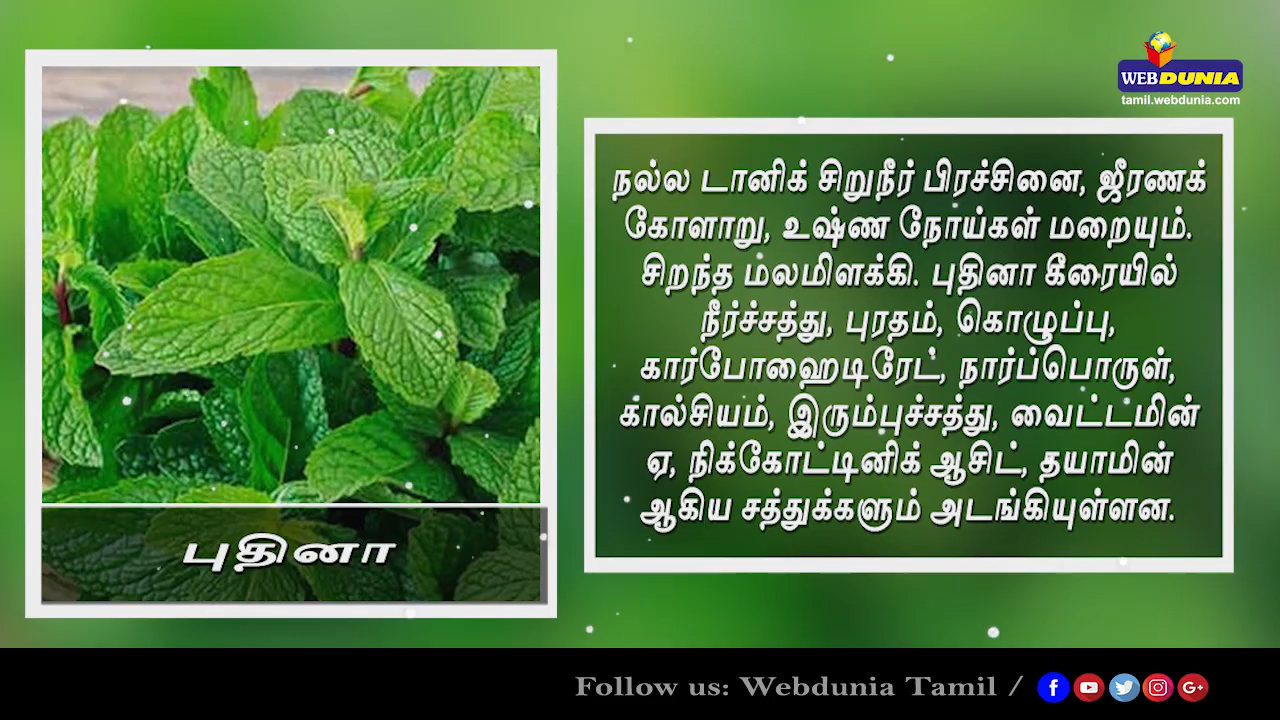 WEBDUNIA
tamil.webdunia.com
நல்ல டானிக் சிறுநீர் பிரச்சினை, ஜீரணக்
கோளாறு, உஷ்ண நோய்கள் மறையும்.
சிறந்த மலமிளக்கி. புதினா கீரையில்
நீர்ச்சத்து, புரதம், கொழுப்பு,
கார்போஹைடிரேட், நார்ப்பொருள்,
கால்சியம், இரும்புச்சத்து, வைட்டமின்
ஏ, நிக்கோட்டினிக் ஆசிட், தயாமின்
ஆகிய சத்துக்களும் அடங்கியுள்ளன.
புதினா
Follow us: Webdunia Tamil /